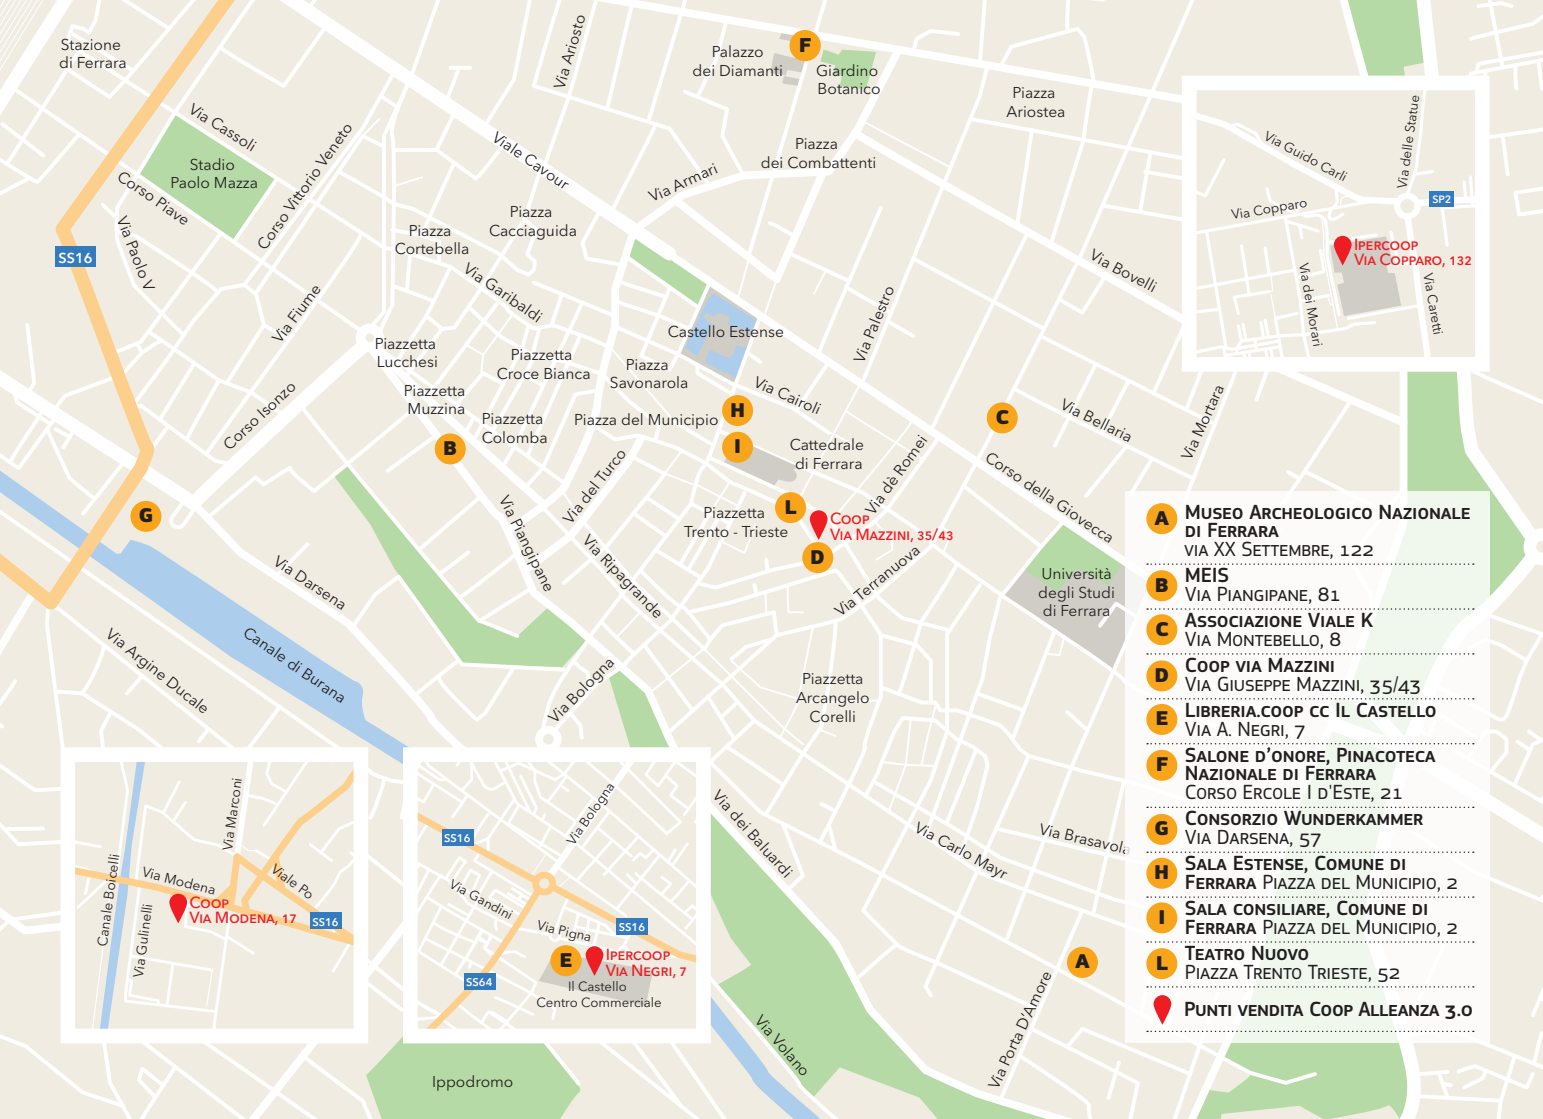 Stazione
di Ferrara
Via Cassoli
Stadio
Paolo Mazza
Corso Piave
Corso Vittorio Veneto
Via Paolo V
SS16
Via Fiume
Via Ariosto
Viale Cavour
Palazzo
dei Diamanti
F
Giardino
Botanico
Piazza
Ariostea
Piazza
dei Combattenti
Via Armari
Piazza
Cacciaguida
Piazza
Cortebella
Via Garibaldi
Via Bovelli
Via Palestro
Castello Estense
Piazzetta
Lucchesi
Piazzetta
Croce Bianca
Piazza
Savonarola
Via Cairoli
Piazzetta
Muzzina
Piazzetta
Colomba
Piazza del Municipio
H
I
B
C
Cattedrale
di Ferrara
Via Bellaria
Via Mortara
Corso Isonzo
G
Via del Turco
Via Piangipane
Via Ripagrande
Piazzetta
Trento - Trieste
L
Coop
Via Mazzini, 35/43
D
Via dè Romei
Corso della Giovecca
Via Terranuova
Università
degli Studi
di Ferrara
Via Darsena
Canale di Burana
Via Argine Ducale
Via Bologna
Piazzetta
Arcangelo
Corelli
Via dei Baluardi
Via Carlo Mayr
Via Brasavola
A
Via Porta D'Amore
Via Volano
Ippodromo
Via Guido Carli
Via delle Statue
SP2
Via Copparo
Ipercoop
Via Copparo, 132
Via dei Morari
Via Caretti
Canale Boicelli
Via Marconi
Via Modena
Viale Po
Coop
Via Modena, 17
SS16
Via Gulinelli
SS16
Via Bologna
Via Gandini
Via Pigna
SS16
E
Ipercoop
Via Negri, 7
SS64
Il Castello
Centro Commerciale
A
Museo Archeologico Nazionale
di Ferrara
via XX Settembre, 122
B
MEIS
Via Piangipane, 81
C
Associazione Viale K
Via Montebello, 8
D
Coop via Mazzini
Via Giuseppe Mazzini, 35/43
E
Libreria.coop cc Il Castello
Via A. Negri, 7
F
Salone d’onore, Pinacoteca
Nazionale di Ferrara
Corso Ercole I d'Este, 21
G
Consorzio Wunderkammer
Via Darsena, 57
H
Sala Estense, Comune di
Ferrara Piazza del Municipio, 2
I
Sala consiliare, Comune di
Ferrara Piazza del Municipio, 2
L
Teatro Nuovo
Piazza Trento Trieste, 52
Punti vendita Coop Alleanza 3.0